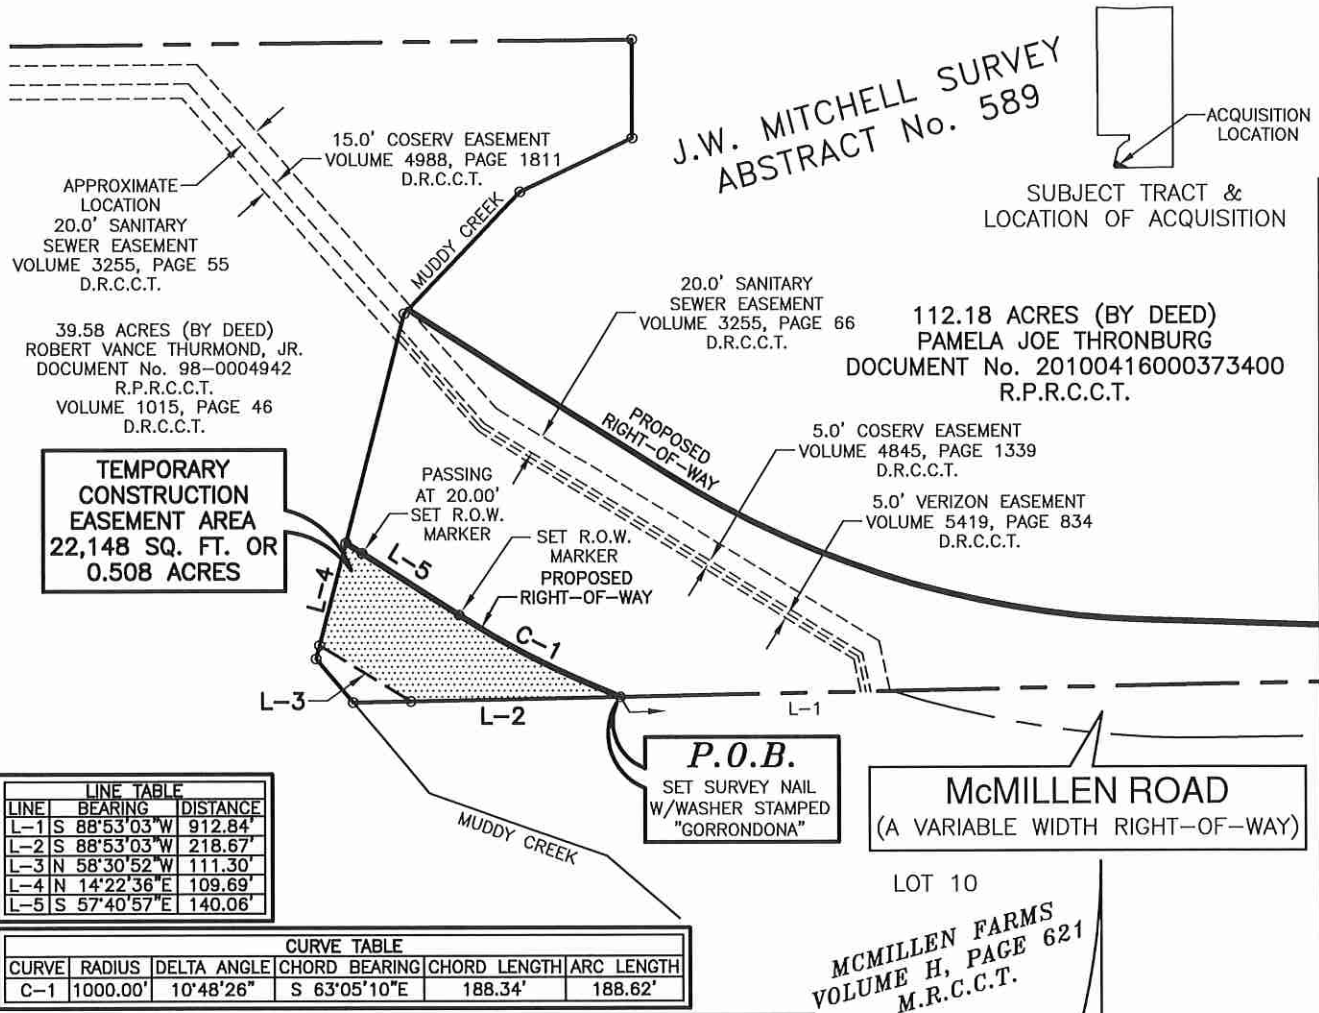 J.W. MITCHELL SURVEY
ABSTRACT No. 589
ACQUISITION
LOCATION
SUBJECT TRACT &
LOCATION OF ACQUISITION
15.0' COSERV EASEMENT
VOLUME 4988, PAGE 1811
D.R.C.C.T.
APPROXIMATE
LOCATION
20.0' SANITARY
SEWER EASEMENT
VOLUME 3255, PAGE 55
D.R.C.C.T.
MUDDY CREEK
20.0' SANITARY
SEWER EASEMENT
VOLUME 3255, PAGE 66
D.R.C.C.T.
112.18 ACRES (BY DEED)
PAMELA JOE THRONBURG
DOCUMENT No. 20100416000373400
R.P.R.C.C.T.
39.58 ACRES (BY DEED)
ROBERT VANCE THURMOND, JR.
DOCUMENT No. 98-0004942
R.P.R.C.C.T.
VOLUME 1015, PAGE 46
D.R.C.C.T.
PROPOSED
RIGHT-OF-WAY
5.0' COSERV EASEMENT
VOLUME 4845, PAGE 1339
D.R.C.C.T.
5.0' VERIZON EASEMENT
VOLUME 5419, PAGE 834
D.R.C.C.T.
TEMPORARY
CONSTRUCTION
EASEMENT AREA
22,148 SQ. FT. OR
0.508 ACRES
PASSING
AT 20.00'
SET R.O.W.
MARKER
SET R.O.W.
MARKER
PROPOSED
RIGHT-OF-WAY
L-5
L-4
C-1
L-3
L-2
L-1
P.O.B.
SET SURVEY NAIL
W/WASHER STAMPED
"GORRONDONA"
McMILLEN ROAD
(A VARIABLE WIDTH RIGHT-OF-WAY)
MUDDY CREEK
LOT 10
MCMILLEN FARMS
VOLUME H, PAGE 621
M.R.C.C.T.
LINE TABLE
LINE BEARING DISTANCE
L-1 S 88°53'03"W 912.84'
L-2 S 88°53'03"W 218.67'
L-3 N 58°30'52"W 111.30'
L-4 N 14°22'36"E 109.69'
L-5 S 57°40'57"E 140.06'
CURVE TABLE
CURVE RADIUS DELTA ANGLE CHORD BEARING CHORD LENGTH ARC LENGTH
C-1 1000.00' 10°48'26" S 63°05'10"E 188.34' 188.62'